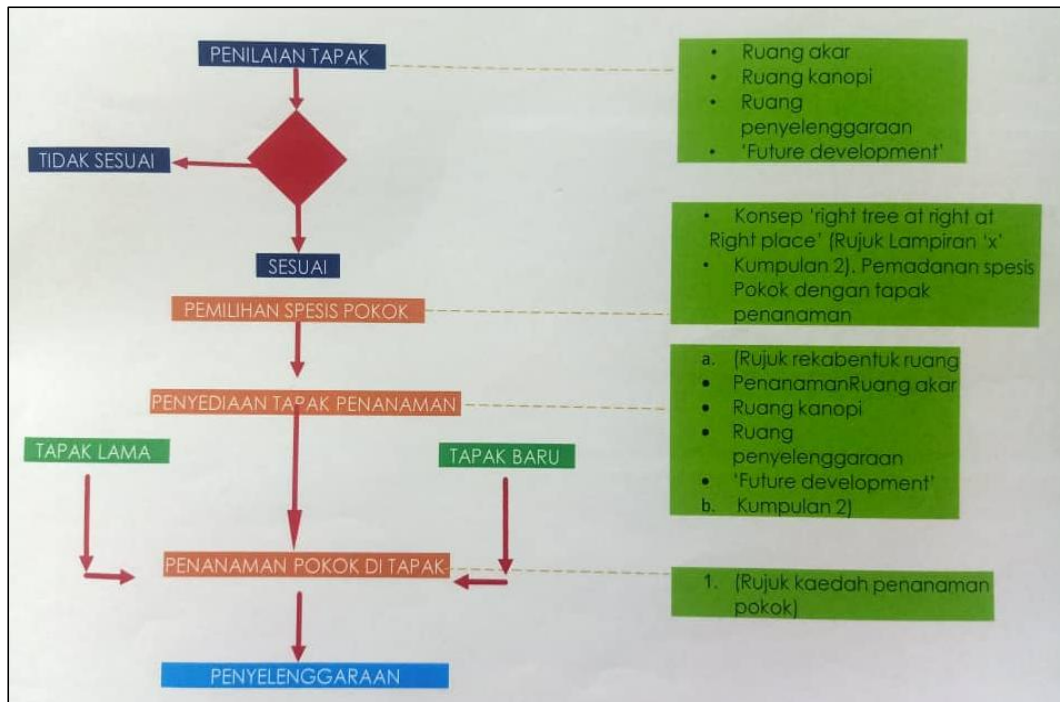 PENILAIAN TAPAK
• Ruang akar
• Ruang kanopi
• Ruang
penyelenggaraan
• 'Future development'
TIDAK SESUAI
SESUAI
• Konsep 'right tree at right at
Right place' (Rujuk Lampiran 'x'
• Kumpulan 2). Pemadanan spesis
Pokok dengan tapak
penanaman
PEMILIHAN SPESIS POKOK
PENYEDIAAN TAPAK PENANAMAN
a. (Rujuk rekabentuk ruang
• PenanamanRuang akar
• Ruang kanopi
• Ruang
penyelenggaraan
• 'Future development'
b. Kumpulan 2)
TAPAK LAMA
TAPAK BARU
PENANAMAN POKOK DI TAPAK
1. (Rujuk kaedah penanaman
pokok)
PENYELENGGARAAN